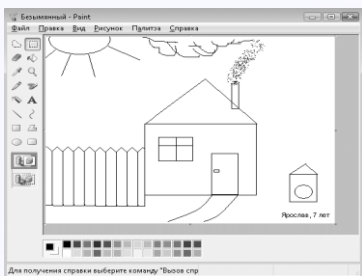 Безымянный - Paint
Файл Правка Вид Рисунок Палитра Справка
Ярослав, 7 лет
Для получения справки выберите команду "Вызов спр